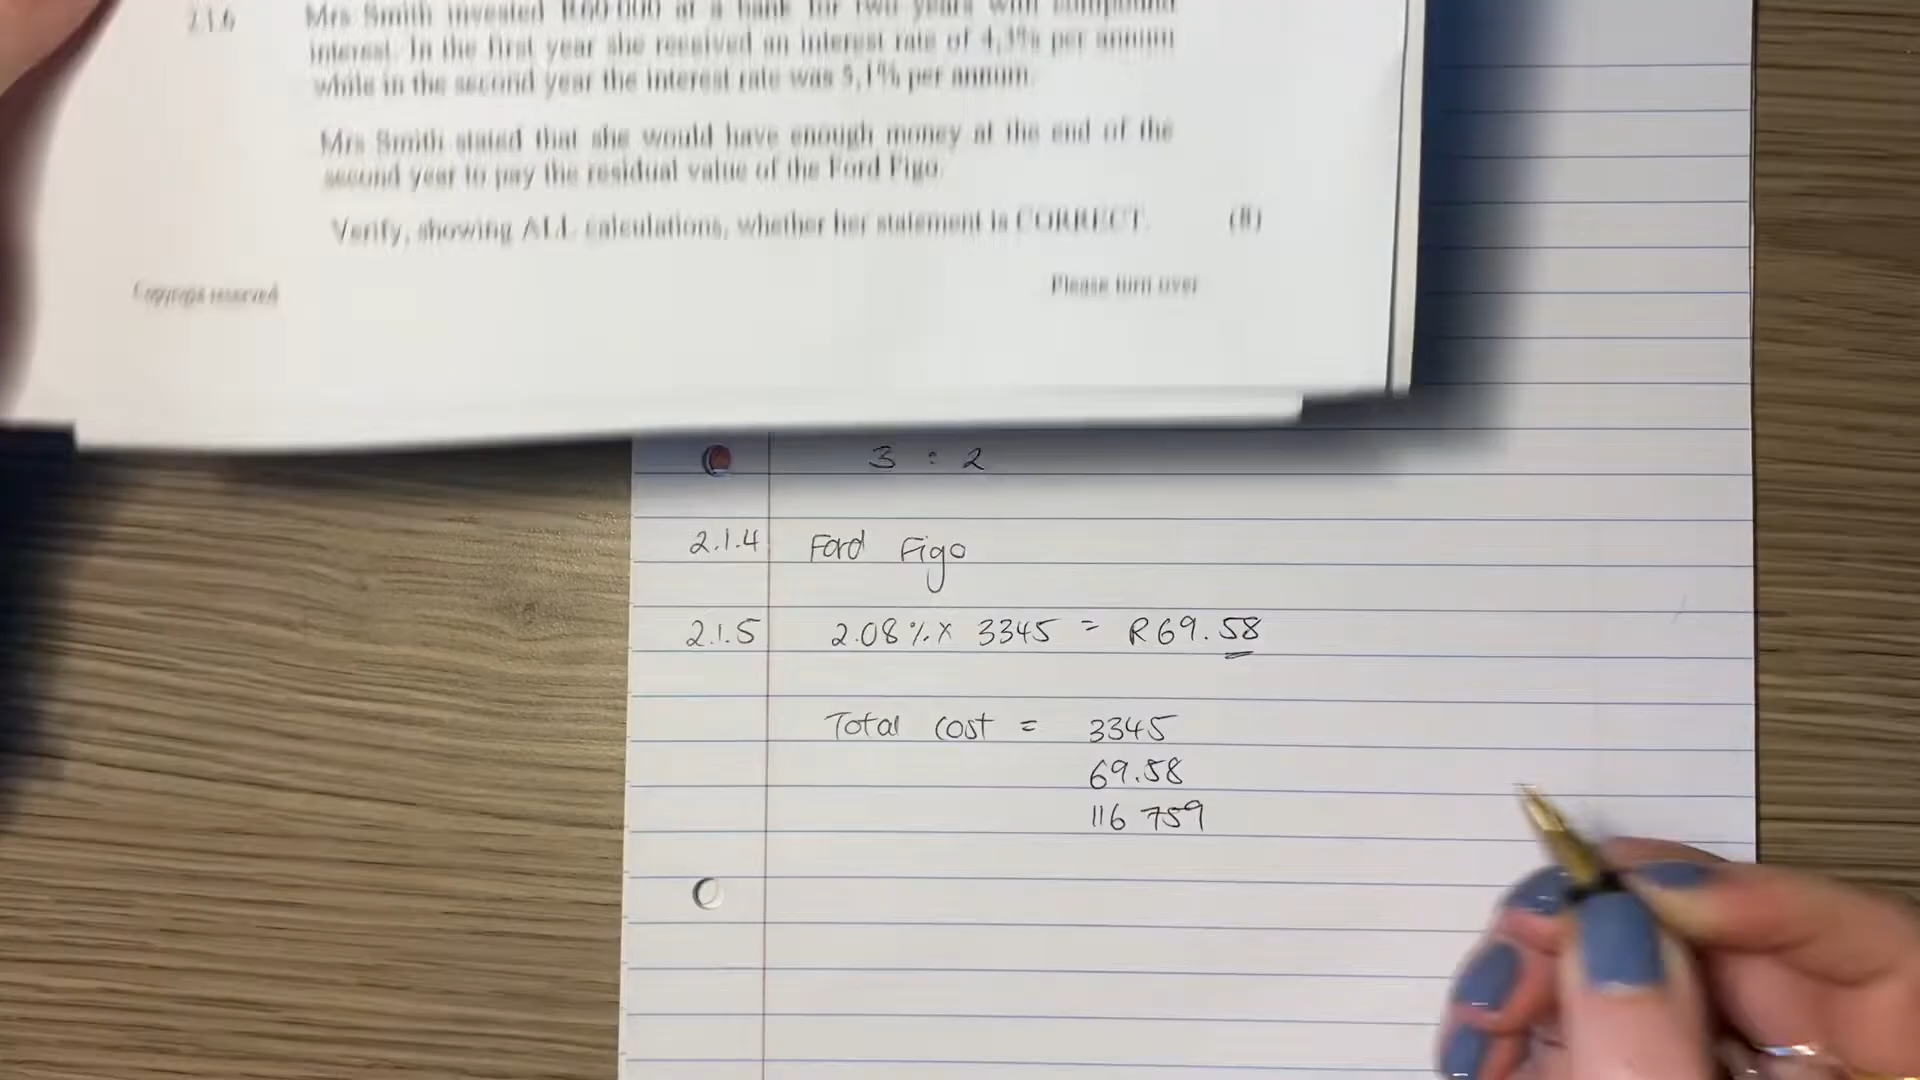 2.1.6 Mrs Smith invested R60 000 at a bank for two years with compound
interest. In the first year she received an interest rate of 4,3% per annum
while in the second year the interest rate was 5,1% per annum.
Mrs Smith stated that she would have enough money at the end of the
second year to pay the residual value of the Ford Figo.
Verify, showing ALL calculations, whether her statement is CORRECT. (8)
Copyright reserved
Please turn over
3 : 2
2.1.4 Ford Figo
2.1.5 2.08% x 3345 = R69.58
Total cost = 3345
69.58
116 759